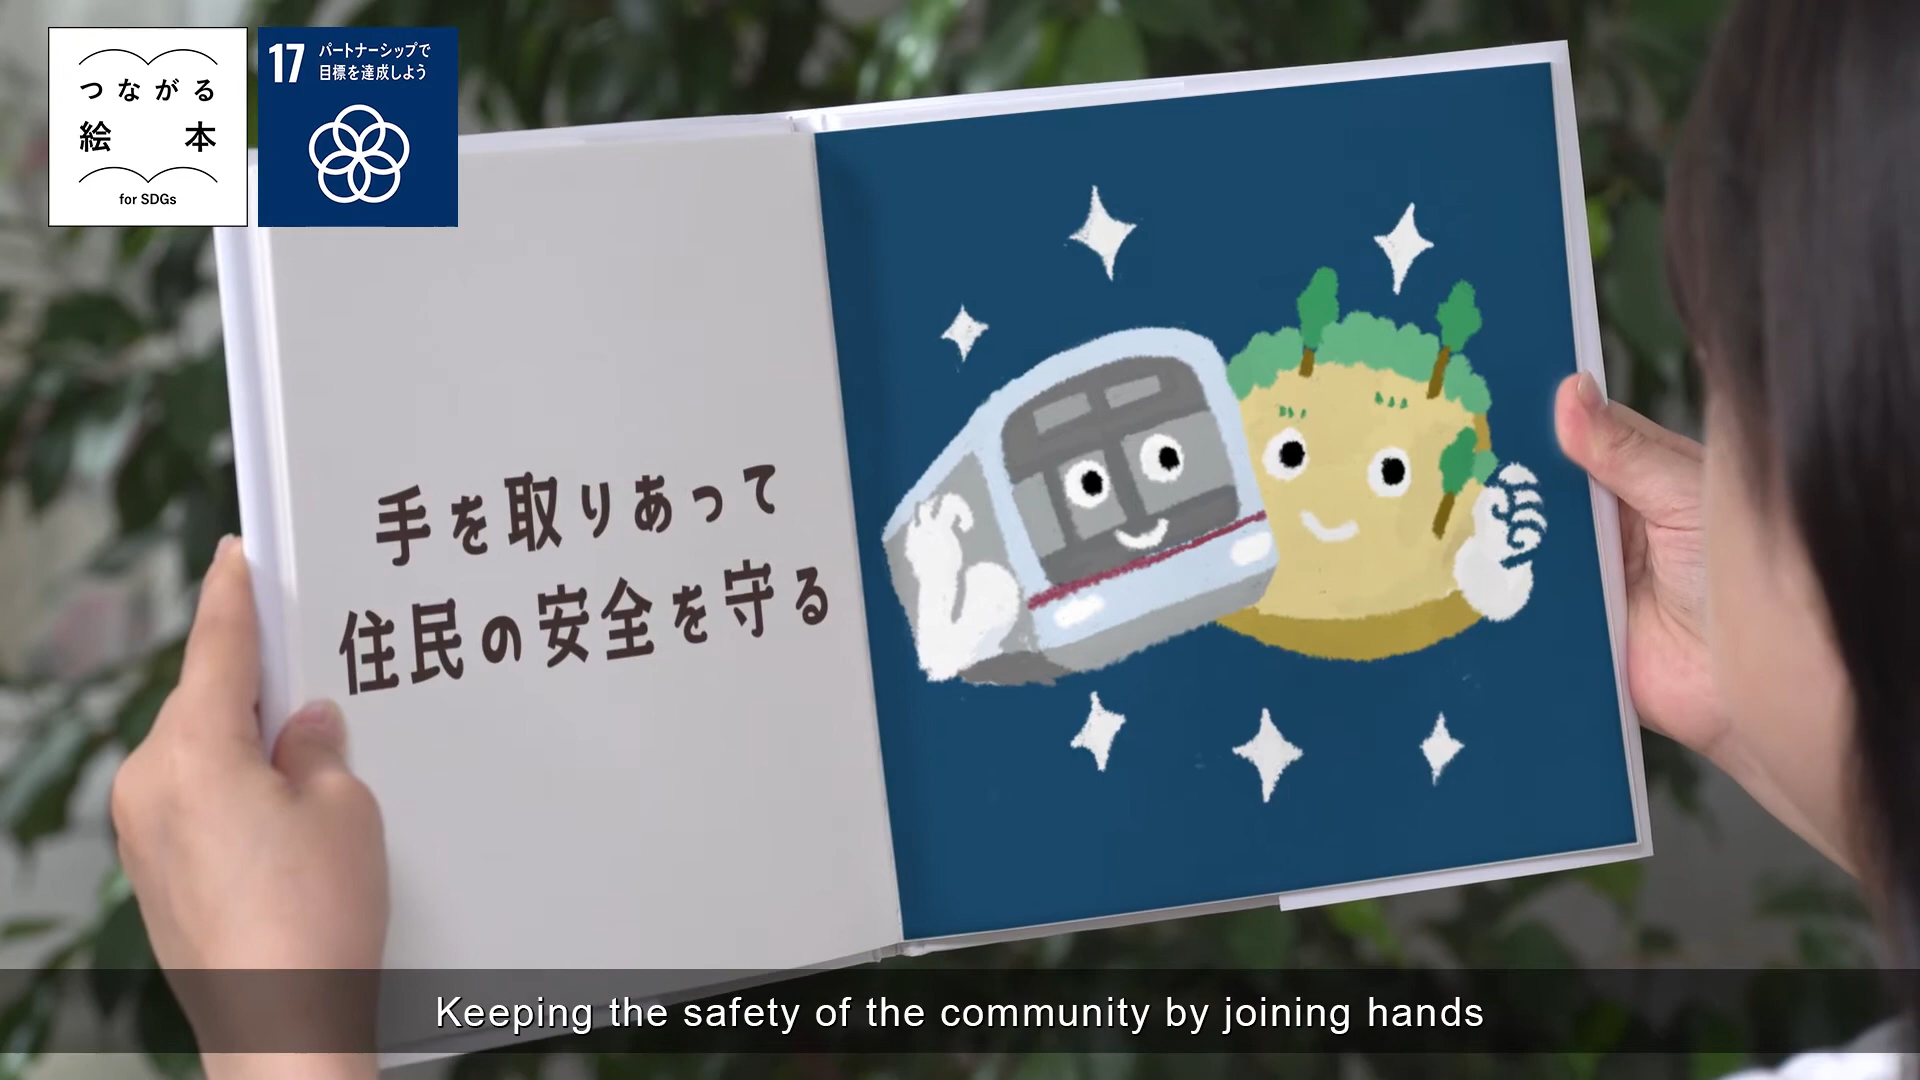 つながる
絵本
for SDGs
17 パートナーシップで
目標を達成しよう
手を取りあって
住民の安全を守る
Keeping the safety of the community by joining hands